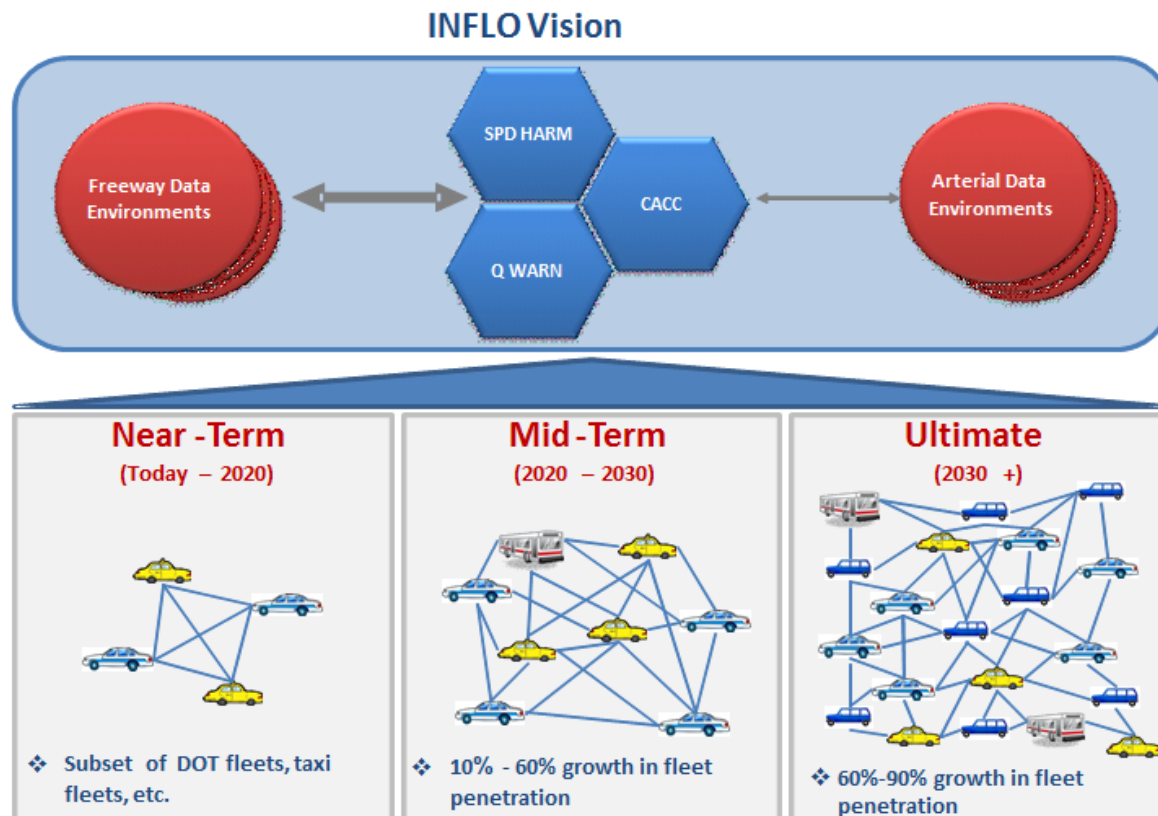 INFLO Vision
SPD HARM
Freeway Data
Environments
CACC
Arterial Data
Environments
Q WARN
Near -Term
(Today – 2020)
❖ Subset of DOT fleets, taxi
fleets, etc.
Mid -Term
(2020 – 2030)
❖ 10% - 60% growth in fleet
penetration
Ultimate
(2030 +)
❖ 60%-90% growth in fleet
penetration